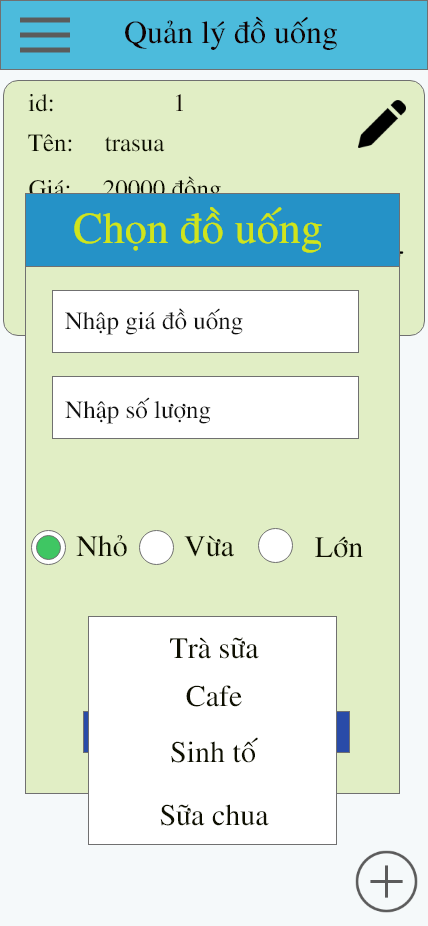 Quản lý đồ uống
id: 1
Tên: trasua
Giá: 20000 đồng
Chọn đồ uống
Nhập giá đồ uống
Nhập số lượng
Nhỏ Vừa Lớn
Trà sữa
Cafe
Sinh tố
Sữa chua